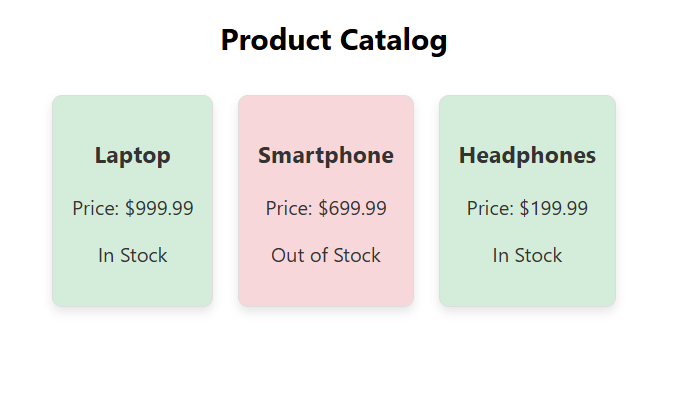 Product Catalog
Laptop
Price: $999.99
In Stock
Smartphone
Price: $699.99
Out of Stock
Headphones
Price: $199.99
In Stock